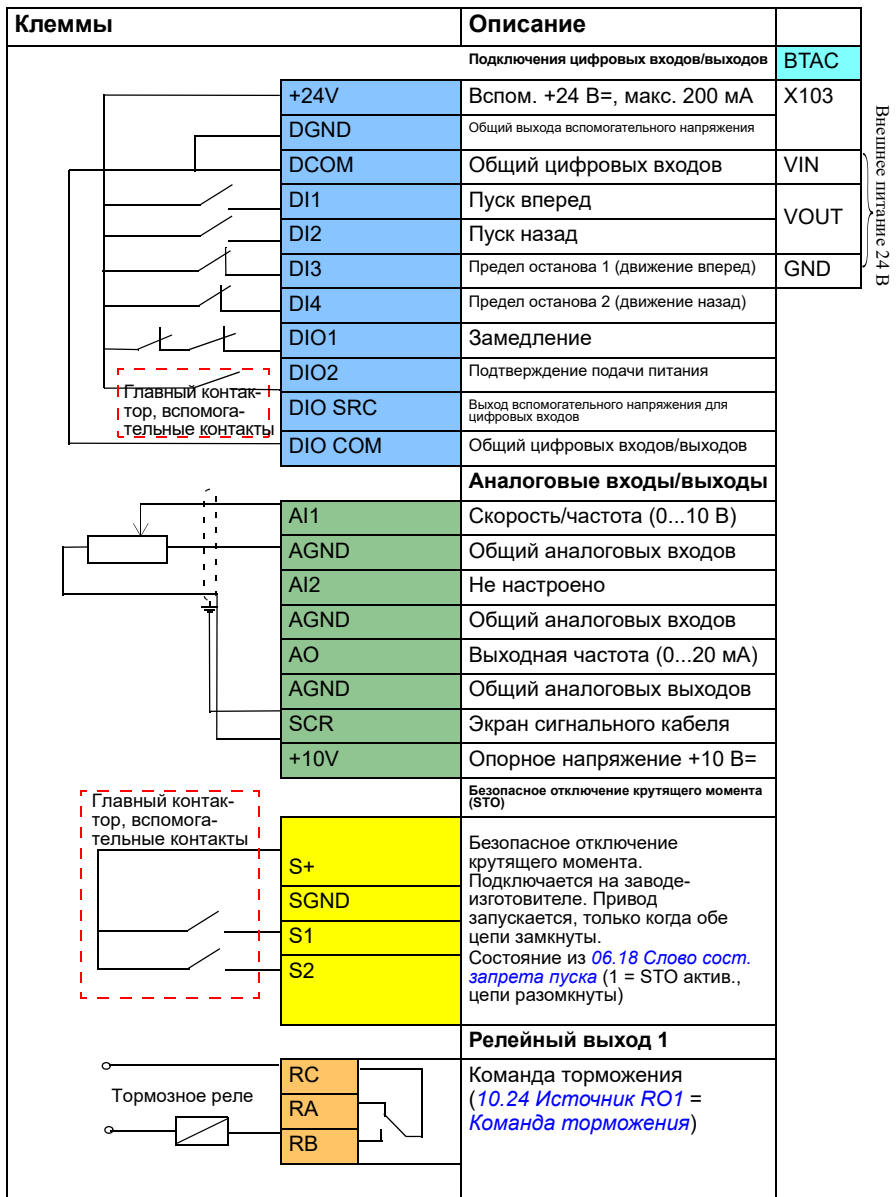 Клеммы Описание
Подключения цифровых входов/выходов BTAC
+24V Вспом. +24 В=, макс. 200 мА X103
DGND Общий выхода вспомогательного напряжения
DCOM Общий цифровых входов VIN
DI1 Пуск вперед VOUT
DI2 Пуск назад
DI3 Предел останова 1 (движение вперед) GND
DI4 Предел останова 2 (движение назад)
DIO1 Замедление
DIO2 Подтверждение подачи питания
DIO SRC Выход вспомогательного напряжения для
цифровых входов
DIO COM Общий цифровых входов/выходов
Внешнее питание 24 В
Главный контак-
тор, вспомога-
тельные контакты
Аналоговые входы/выходы
AI1 Скорость/частота (0...10 В)
AGND Общий аналоговых входов
AI2 Не настроено
AGND Общий аналоговых входов
AO Выходная частота (0...20 мА)
AGND Общий аналоговых выходов
SCR Экран сигнального кабеля
+10V Опорное напряжение +10 В=
Безопасное отключение крутящего момента
(STO)
Главный контак-
тор, вспомога-
тельные контакты
S+
SGND
S1
S2
Безопасное отключение
крутящего момента.
Подключается на заводе-
изготовителе. Привод
запускается, только когда обе
цепи замкнуты.
Состояние из 06.18 Слово сост.
запрета пуска (1 = STO актив.,
цепи разомкнуты)
Релейный выход 1
Тормозное реле
RC
RA
RB
Команда торможения
(10.24 Источник RO1 =
Команда торможения)